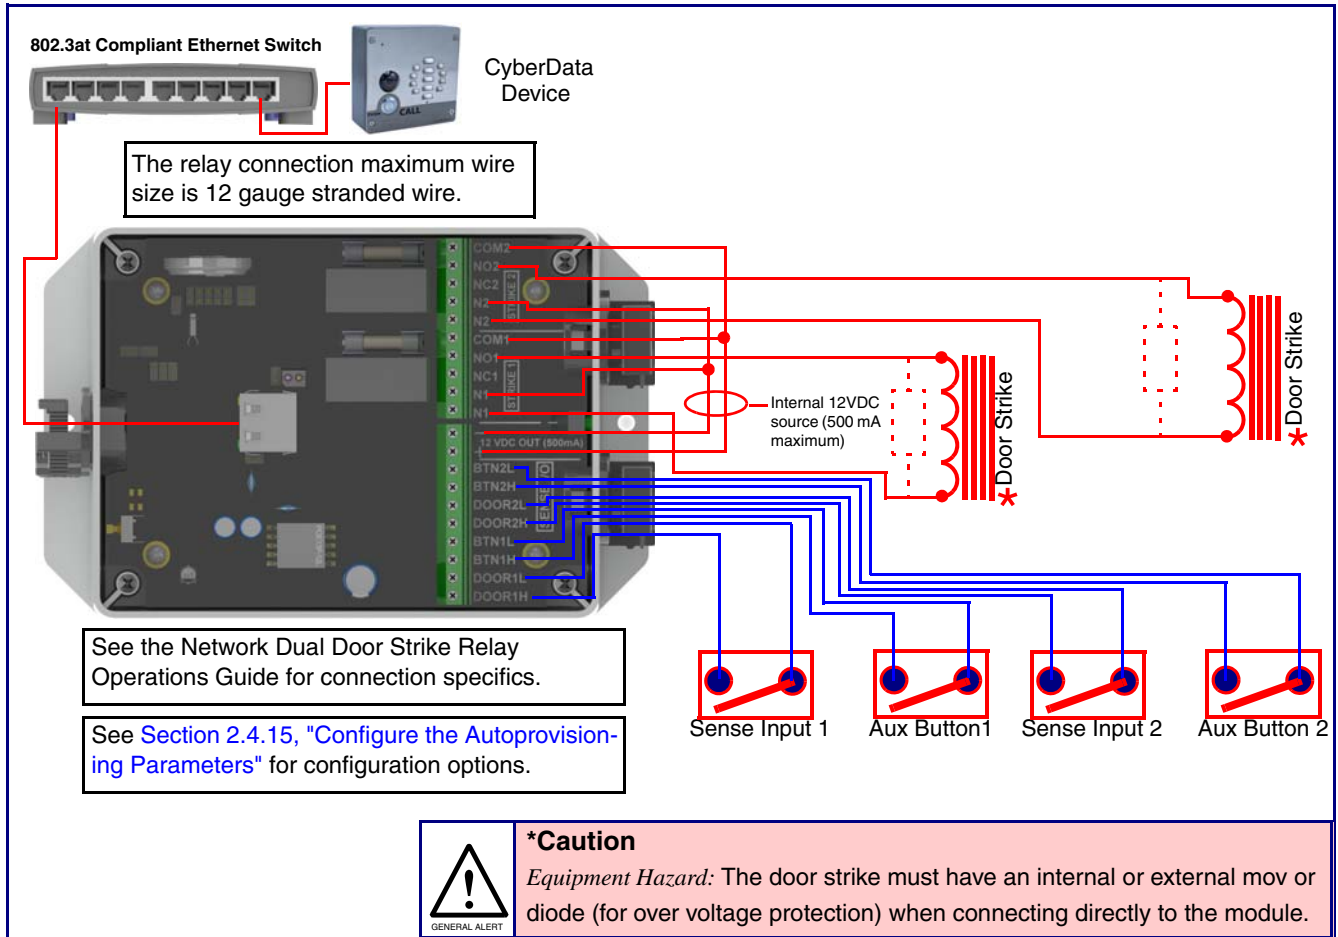 802.3at Compliant Ethernet Switch
CyberData
Device
CALL
The relay connection maximum wire
size is 12 gauge stranded wire.
COM2
NO2
NC2
N2
N2
STRIKE 2
COM1
NO1
NC1
N1
N1
STRIKE 1
12 VDC OUT (500mA)
BTN2L
BTN2H
DOOR2L
DOOR2H
BTN1L
BTN1H
DOOR1L
DOOR1H
Internal 12VDC
source (500 mA
maximum)
*Door Strike
*Door Strike
Sense Input 1
Aux Button1
Sense Input 2
Aux Button 2
See the Network Dual Door Strike Relay
Operations Guide for connection specifics.
See Section 2.4.15, "Configure the Autoprovision-
ing Parameters" for configuration options.
GENERAL ALERT
*Caution
Equipment Hazard: The door strike must have an internal or external mov or
diode (for over voltage protection) when connecting directly to the module.